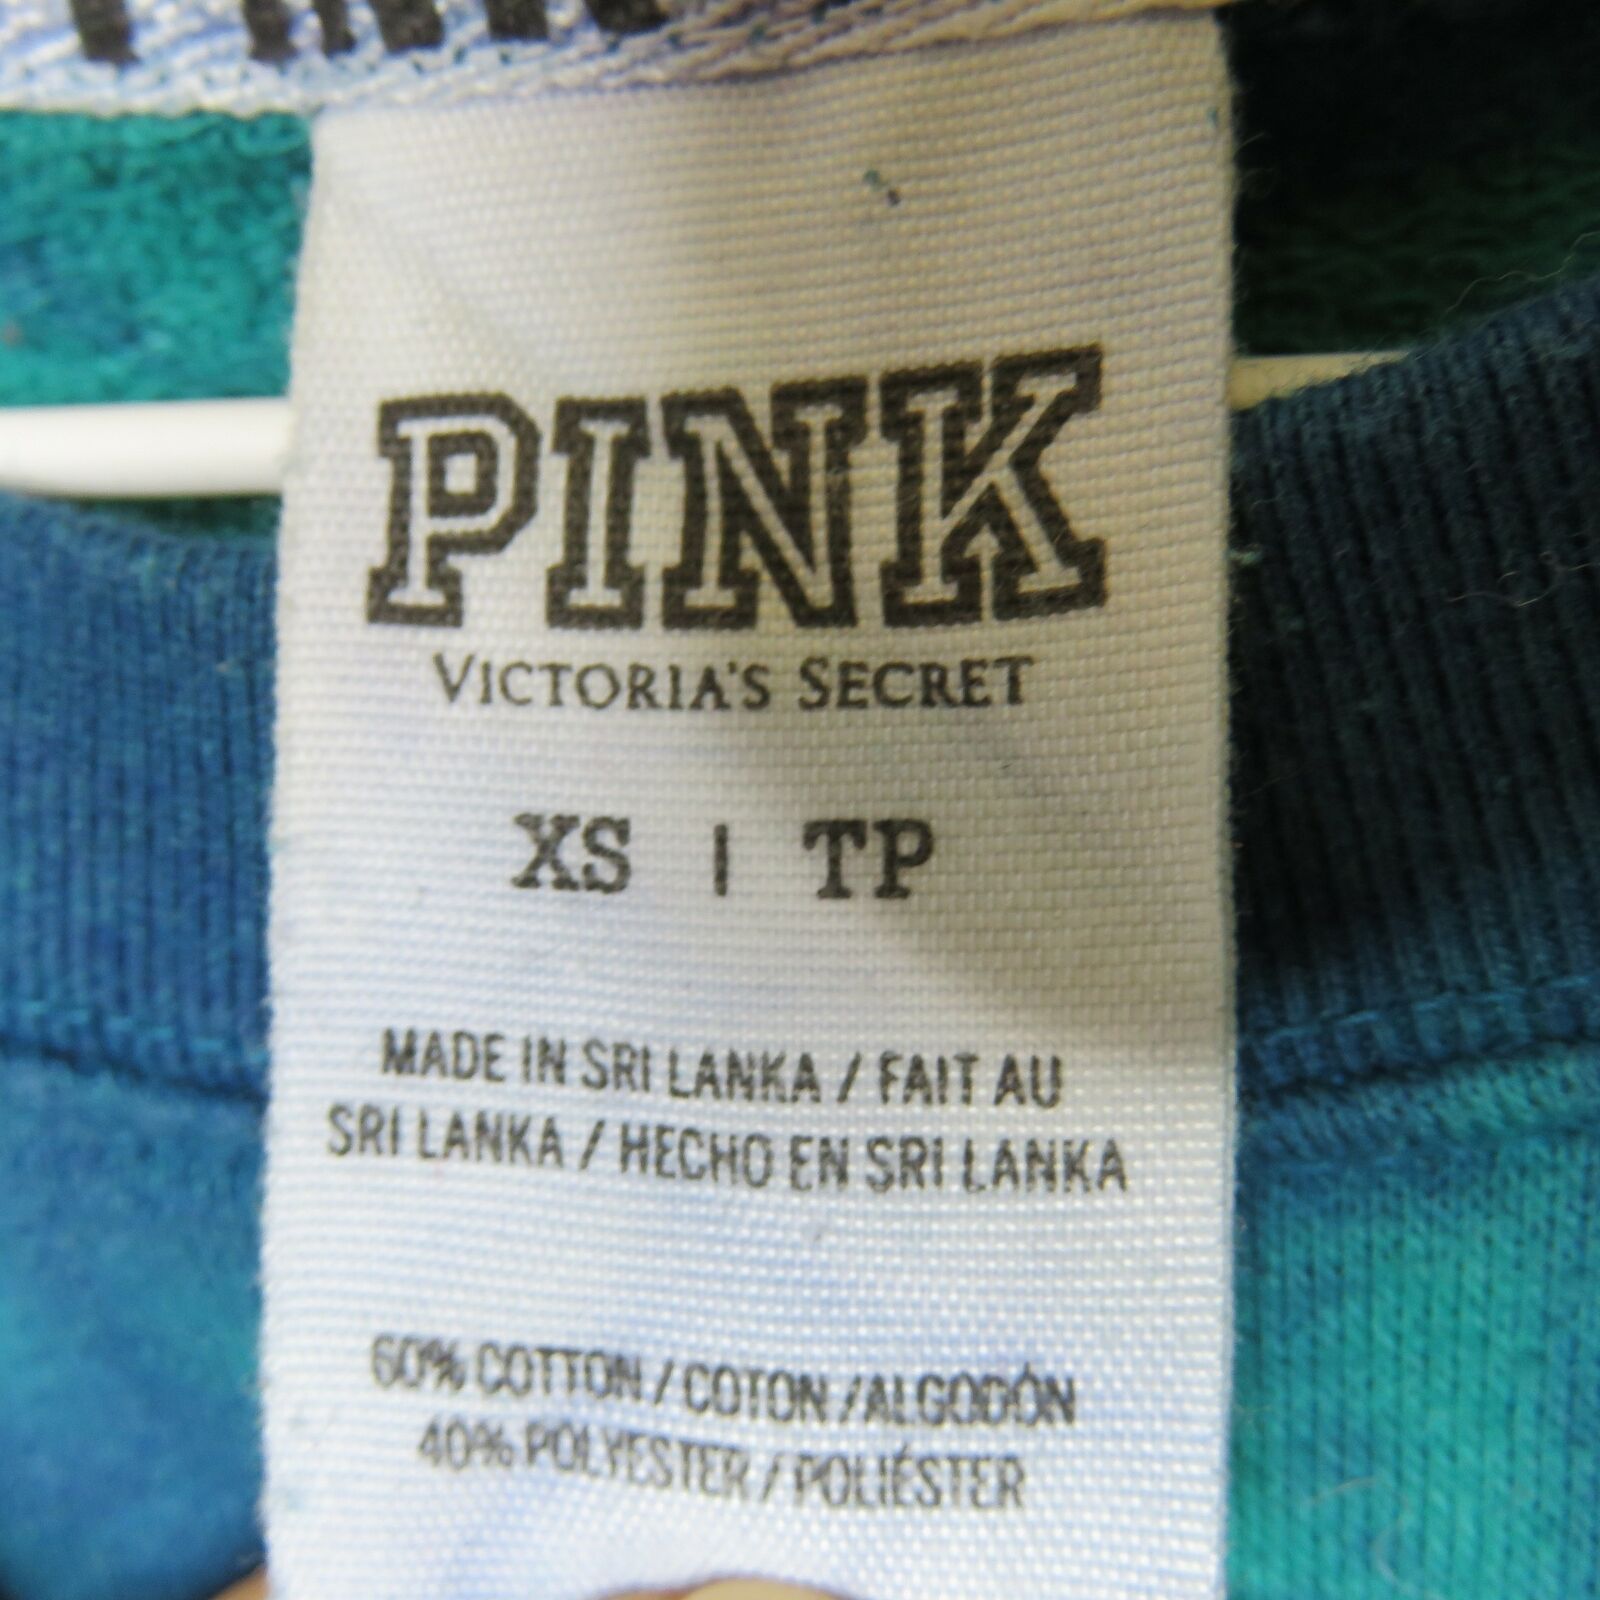 PINK
VICTORIA'S SECRET
XS | TP
MADE IN SRI LANKA / FAIT AU
SRI LANKA / HECHO EN SRI LANKA
60% COTTON / COTON / ALGODÓN
40% POLYESTER / POLIÉSTER